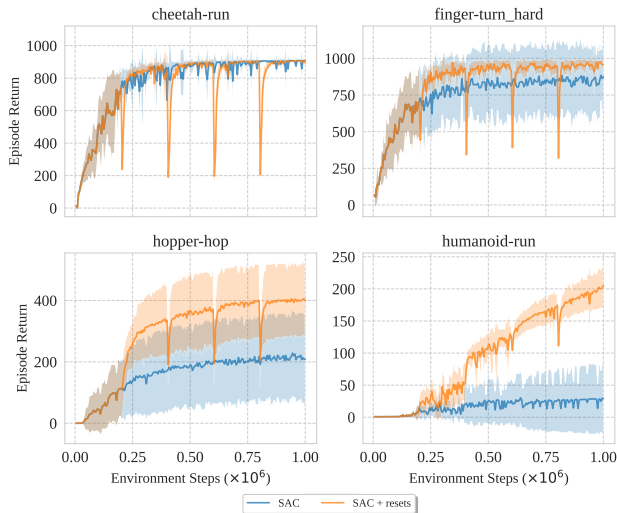 cheetah-run
finger-turn_hard
Episode Return
1000
800
600
400
200
0
1000
750
500
250
0
hopper-hop
humanoid-run
Episode Return
400
200
0
250
200
150
100
50
0
0.00 0.25 0.50 0.75 1.00
0.00 0.25 0.50 0.75 1.00
Environment Steps (×10⁶)
Environment Steps (×10⁶)
SAC
SAC + resets